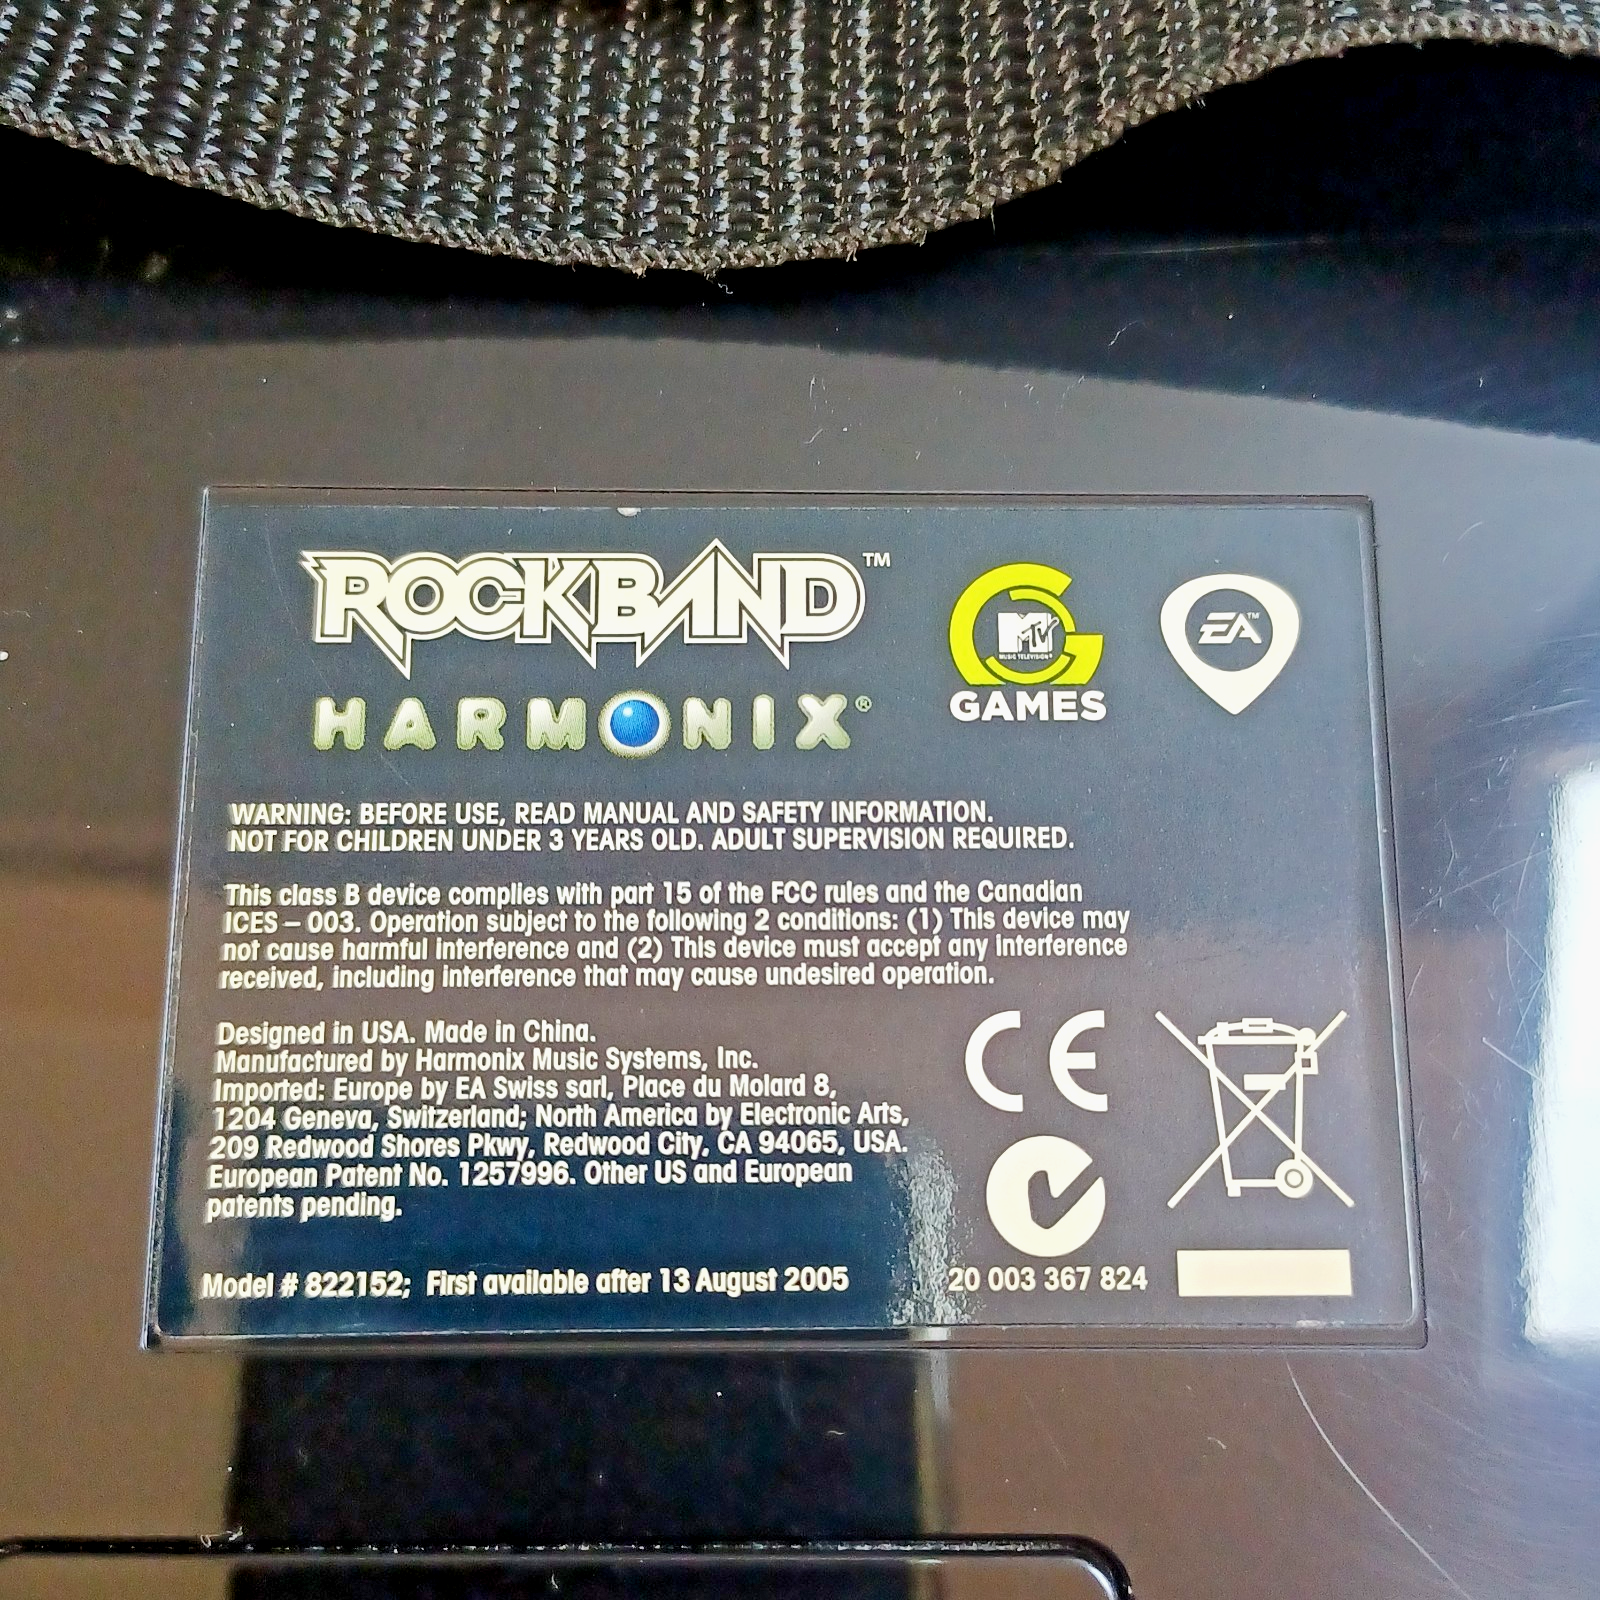 ROCKBAND™
HARMONIX®
MTV
MUSIC TELEVISION®
GAMES
EA™
WARNING: BEFORE USE, READ MANUAL AND SAFETY INFORMATION.
NOT FOR CHILDREN UNDER 3 YEARS OLD. ADULT SUPERVISION REQUIRED.
This class B device complies with part 15 of the FCC rules and the Canadian
ICES – 003. Operation subject to the following 2 conditions: (1) This device may
not cause harmful interference and (2) This device must accept any interference
received, including interference that may cause undesired operation.
Designed in USA. Made in China.
Manufactured by Harmonix Music Systems, Inc.
Imported: Europe by EA Swiss sarl, Place du Molard 8,
1204 Geneva, Switzerland; North America by Electronic Arts,
209 Redwood Shores Pkwy, Redwood City, CA 94065, USA.
European Patent No. 1257996. Other US and European
patents pending.
CE
Model # 822152; First available after 13 August 2005
20 003 367 824